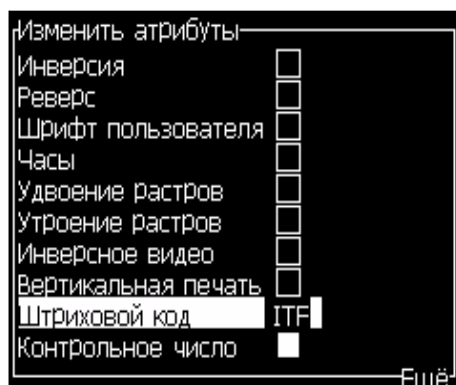 Изменить атрибуты
Инверсия
Реверс
Шрифт пользователя
Часы
Удвоение растров
Утроение растров
Инверсное видео
Вертикальная печать
Штриховой код ITF
Контрольное число
Ещё